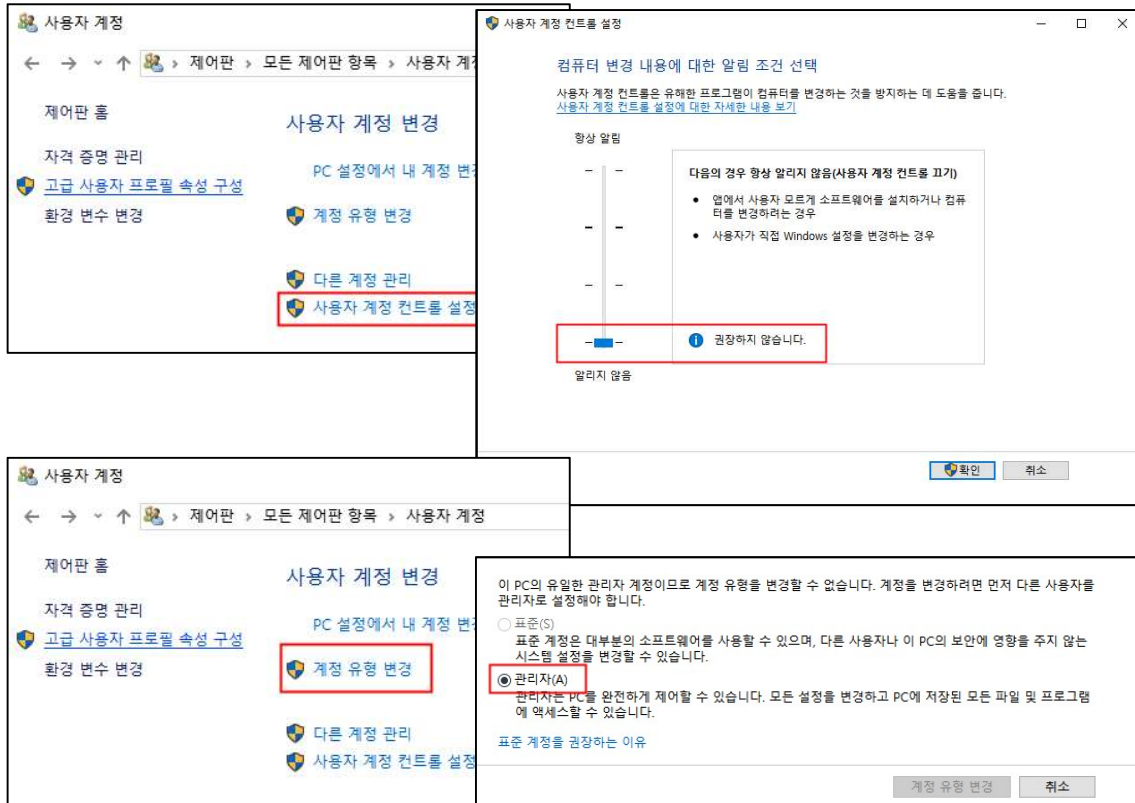 사용자 계정
제어판 › 모든 제어판 항목 › 사용자 계
제어판 홈
자격 증명 관리
고급 사용자 프로필 속성 구성
환경 변수 변경
사용자 계정 변경
PC 설정에서 내 계정 변
계정 유형 변경
다른 계정 관리
사용자 계정 컨트롤 설정
사용자 계정 컨트롤 설정
컴퓨터 변경 내용에 대한 알림 조건 선택
사용자 계정 컨트롤은 유해한 프로그램이 컴퓨터를 변경하는 것을 방지하는 데 도움을 줍니다.
사용자 계정 컨트롤 설정에 대한 자세한 내용 보기
항상 알림
다음의 경우 항상 알리지 않음(사용자 계정 컨트롤 끄기)
• 앱에서 사용자 모르게 소프트웨어를 설치하거나 컴퓨
터를 변경하려는 경우
• 사용자가 직접 Windows 설정을 변경하는 경우
권장하지 않습니다.
알리지 않음
확인 취소
사용자 계정
제어판 › 모든 제어판 항목 › 사용자 계정
제어판 홈
자격 증명 관리
고급 사용자 프로필 속성 구성
환경 변수 변경
사용자 계정 변경
PC 설정에서 내 계정 변
계정 유형 변경
다른 계정 관리
사용자 계정 컨트롤 설정
이 PC의 유일한 관리자 계정이므로 계정 유형을 변경할 수 없습니다. 계정을 변경하려면 먼저 다른 사용자를
관리자로 설정해야 합니다.
표준(S)
표준 계정은 대부분의 소프트웨어를 사용할 수 있으며, 다른 사용자나 이 PC의 보안에 영향을 주지 않는
시스템 설정을 변경할 수 있습니다.
관리자(A)
관리자는 PC를 완전하게 제어할 수 있습니다. 모든 설정을 변경하고 PC에 저장된 모든 파일 및 프로그램
에 액세스할 수 있습니다.
표준 계정을 권장하는 이유
계정 유형 변경 취소